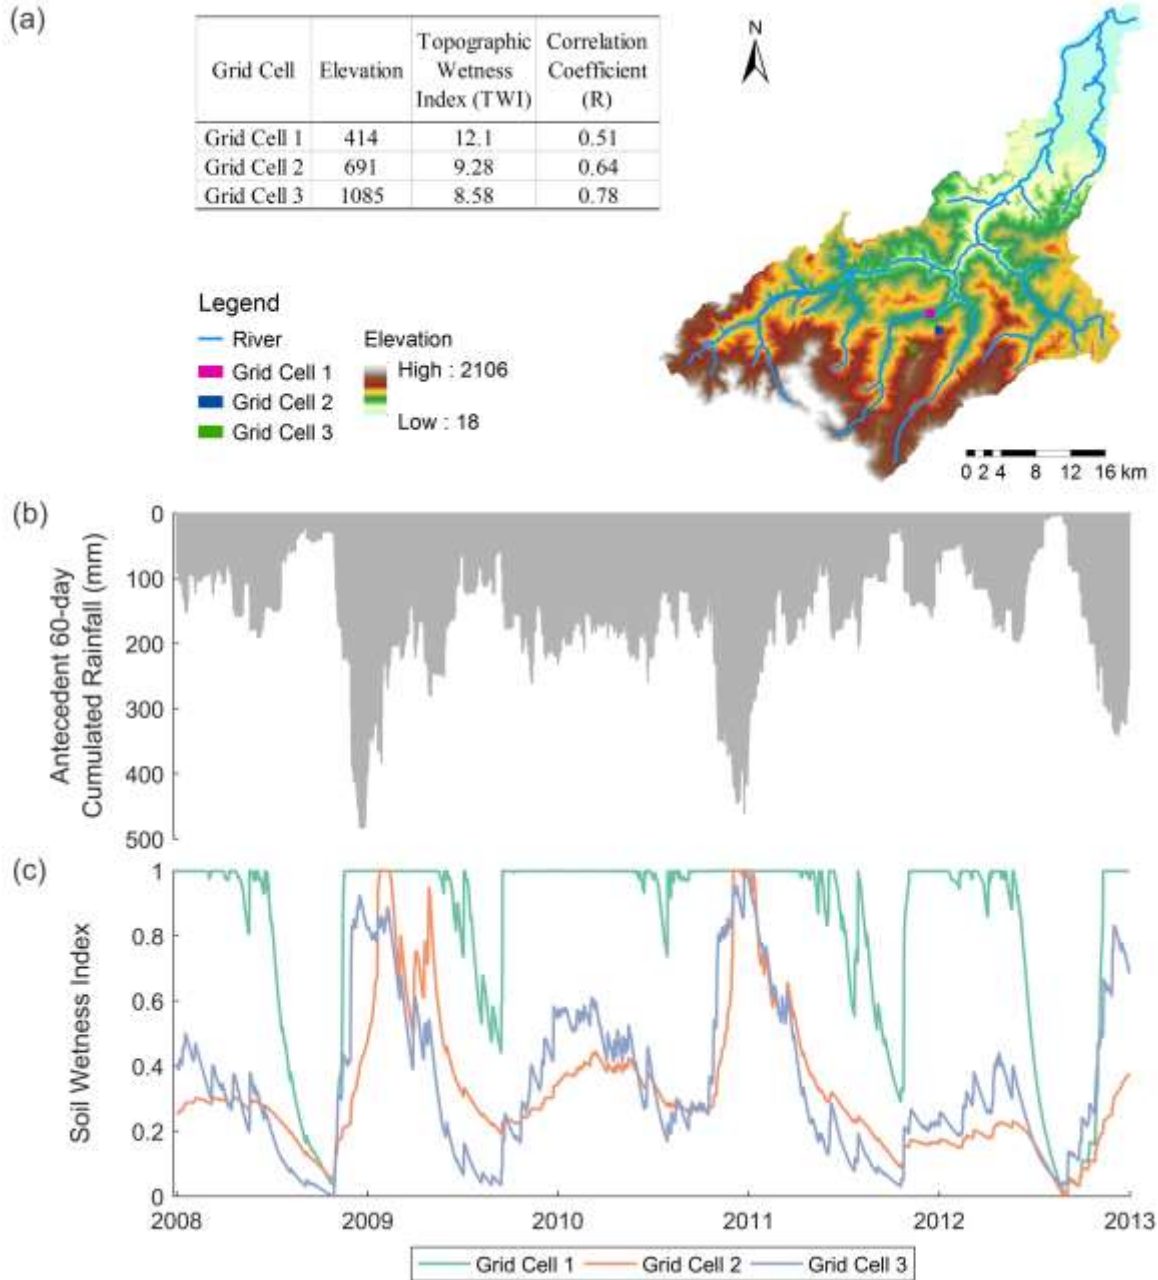 (a)
Grid Cell Elevation Topographic Wetness Index (TWI) Correlation Coefficient (R)
Grid Cell 1 414 12.1 0.51
Grid Cell 2 691 9.28 0.64
Grid Cell 3 1085 8.58 0.78
N
Legend
River
Grid Cell 1
Grid Cell 2
Grid Cell 3
Elevation
High : 2106
Low : 18
0 2 4 8 12 16 km
(b)
Antecedent 60-day
Cumulated Rainfall (mm)
0
100
200
300
400
500
(c)
Soil Wetness Index
1
0.8
0.6
0.4
0.2
0
2008 2009 2010 2011 2012 2013
Grid Cell 1 Grid Cell 2 Grid Cell 3